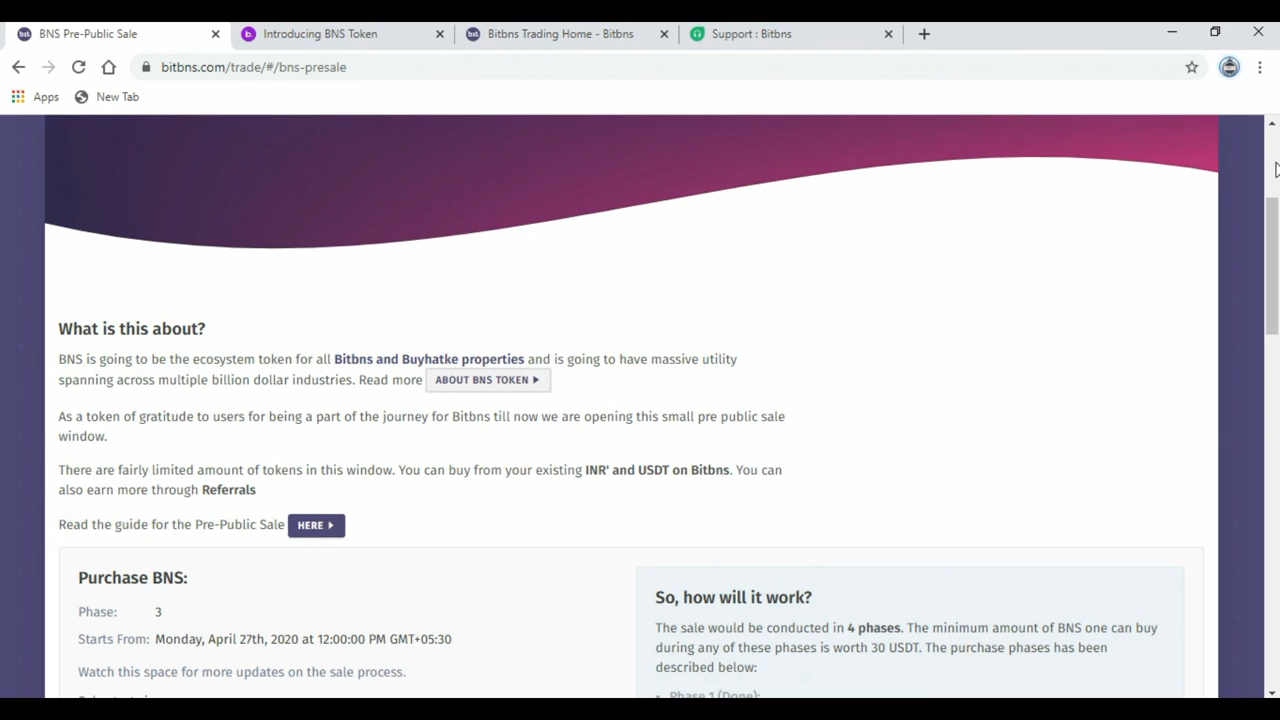 BNS Pre-Public Sale
Introducing BNS Token
Bitbns Trading Home - Bitbns
Support : Bitbns
bitbns.com/trade/#/bns-presale
Apps
New Tab
What is this about?
BNS is going to be the ecosystem token for all Bitbns and Buyhatke properties and is going to have massive utility
spanning across multiple billion dollar industries. Read more ABOUT BNS TOKEN
As a token of gratitude to users for being a part of the journey for Bitbns till now we are opening this small pre public sale
window.
There are fairly limited amount of tokens in this window. You can buy from your existing INR' and USDT on Bitbns. You can
also earn more through Referrals
Read the guide for the Pre-Public Sale HERE
Purchase BNS:
Phase: 3
Starts From: Monday, April 27th, 2020 at 12:00:00 PM GMT+05:30
Watch this space for more updates on the sale process.
So, how will it work?
The sale would be conducted in 4 phases. The minimum amount of BNS one can buy
during any of these phases is worth 30 USDT. The purchase phases has been
described below:
• Phase 1 (Done):